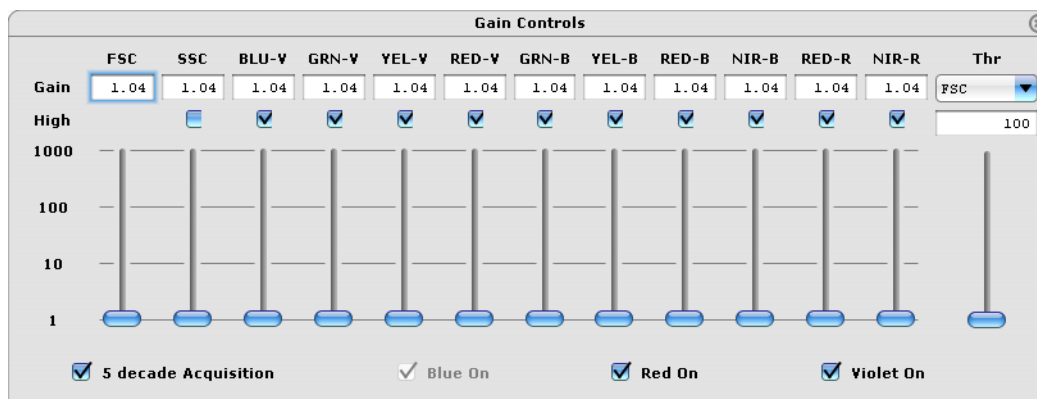 Gain Controls
FSC SSC BLU-V GRN-V YEL-V RED-V GRN-B YEL-B RED-B NIR-B RED-R NIR-R Thr
Gain 1.04 1.04 1.04 1.04 1.04 1.04 1.04 1.04 1.04 1.04 1.04 1.04 FSC
High 100
1000
100
10
1
5 decade Acquisition Blue On Red On Violet On